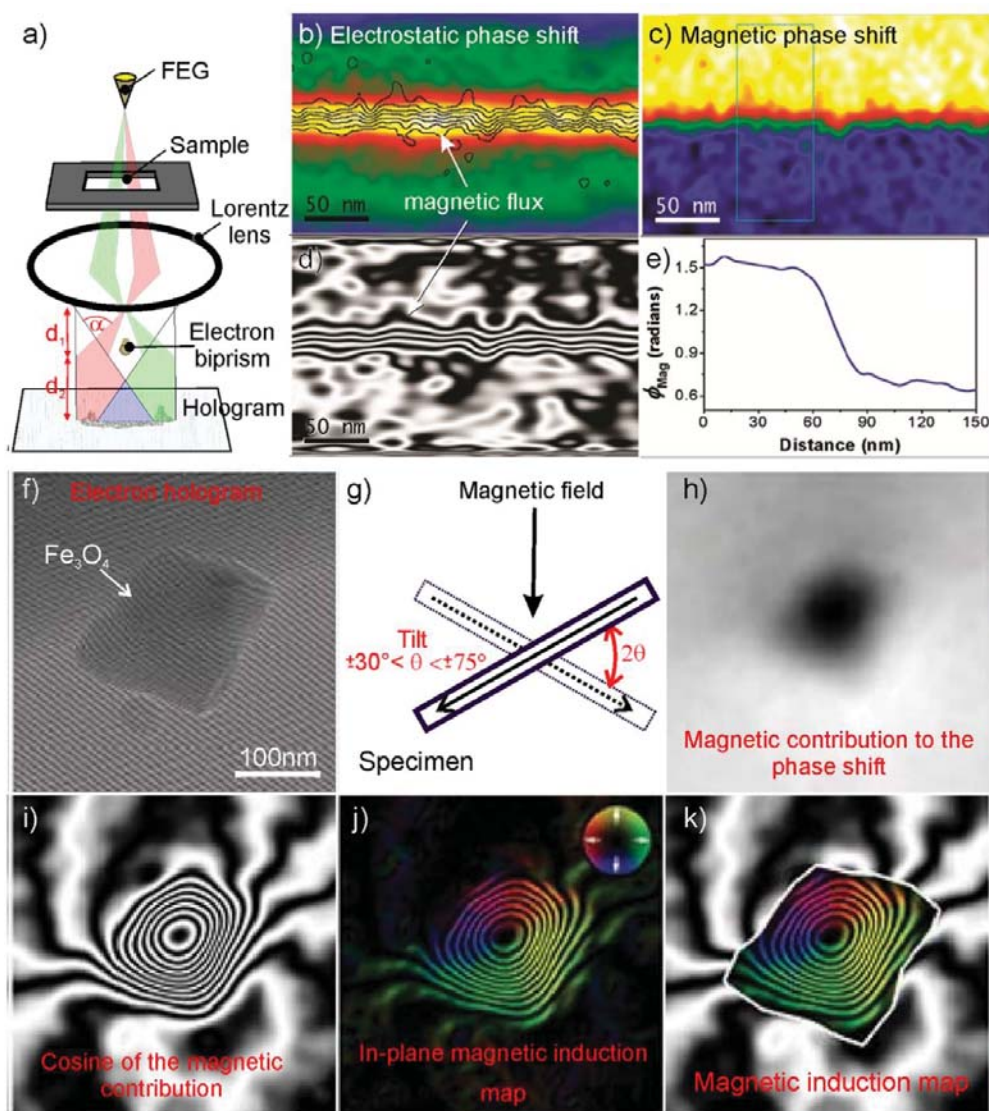 a)
FEG
Sample
Lorentz
lens
α
d₁
d₂
Electron
biprism
Hologram
b) Electrostatic phase shift
magnetic flux
50 nm
c) Magnetic phase shift
50 nm
d)
50 nm
e)
1.5
1.2
0.9
0.6
ϕMag (radians)
0 30 60 90 120 150
Distance (nm)
f)
Electron hologram
Fe₃O₄
100nm
g)
Magnetic field
Tilt
±30°< θ <±75°
2θ
Specimen
h)
Magnetic contribution to the
phase shift
i)
Cosine of the magnetic
contribution
j)
In-plane magnetic induction
map
k)
Magnetic induction map